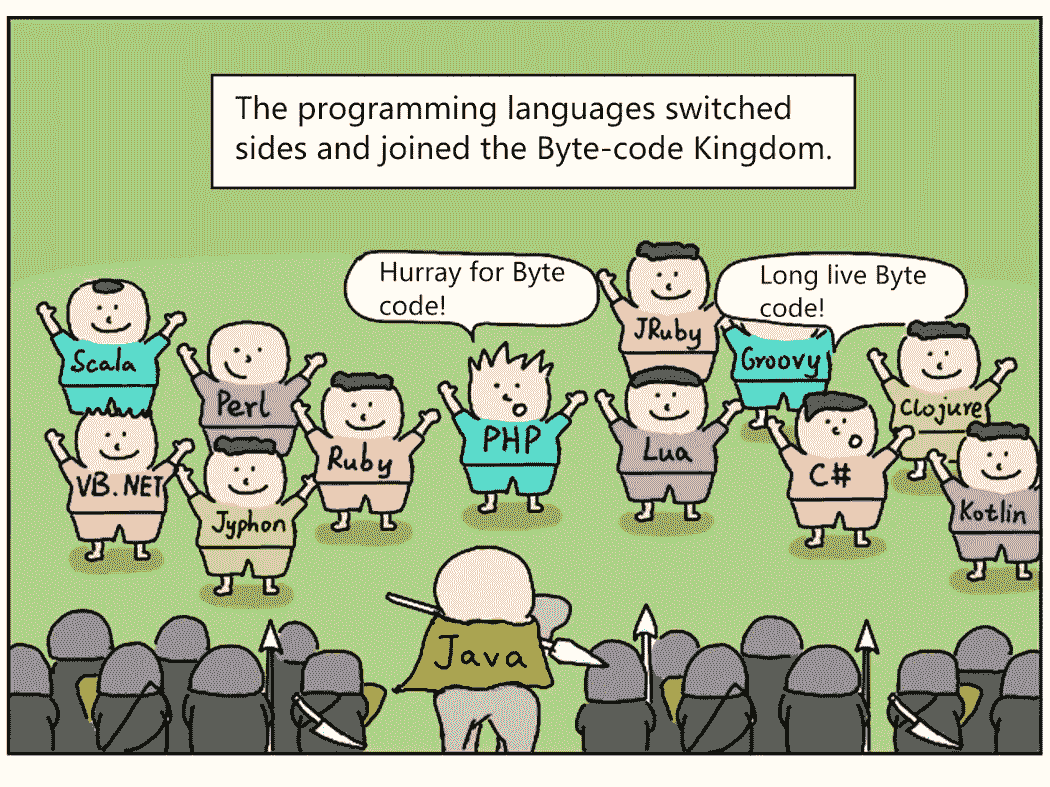 The programming languages switched
sides and joined the Byte-code Kingdom.
Hurray for Byte
code!
Long live Byte
code!
JRuby
Scala
Groovy
Perl
Clojure
Ruby
PHP
Lua
C#
VB.NET
Jyphon
Kotlin
Java